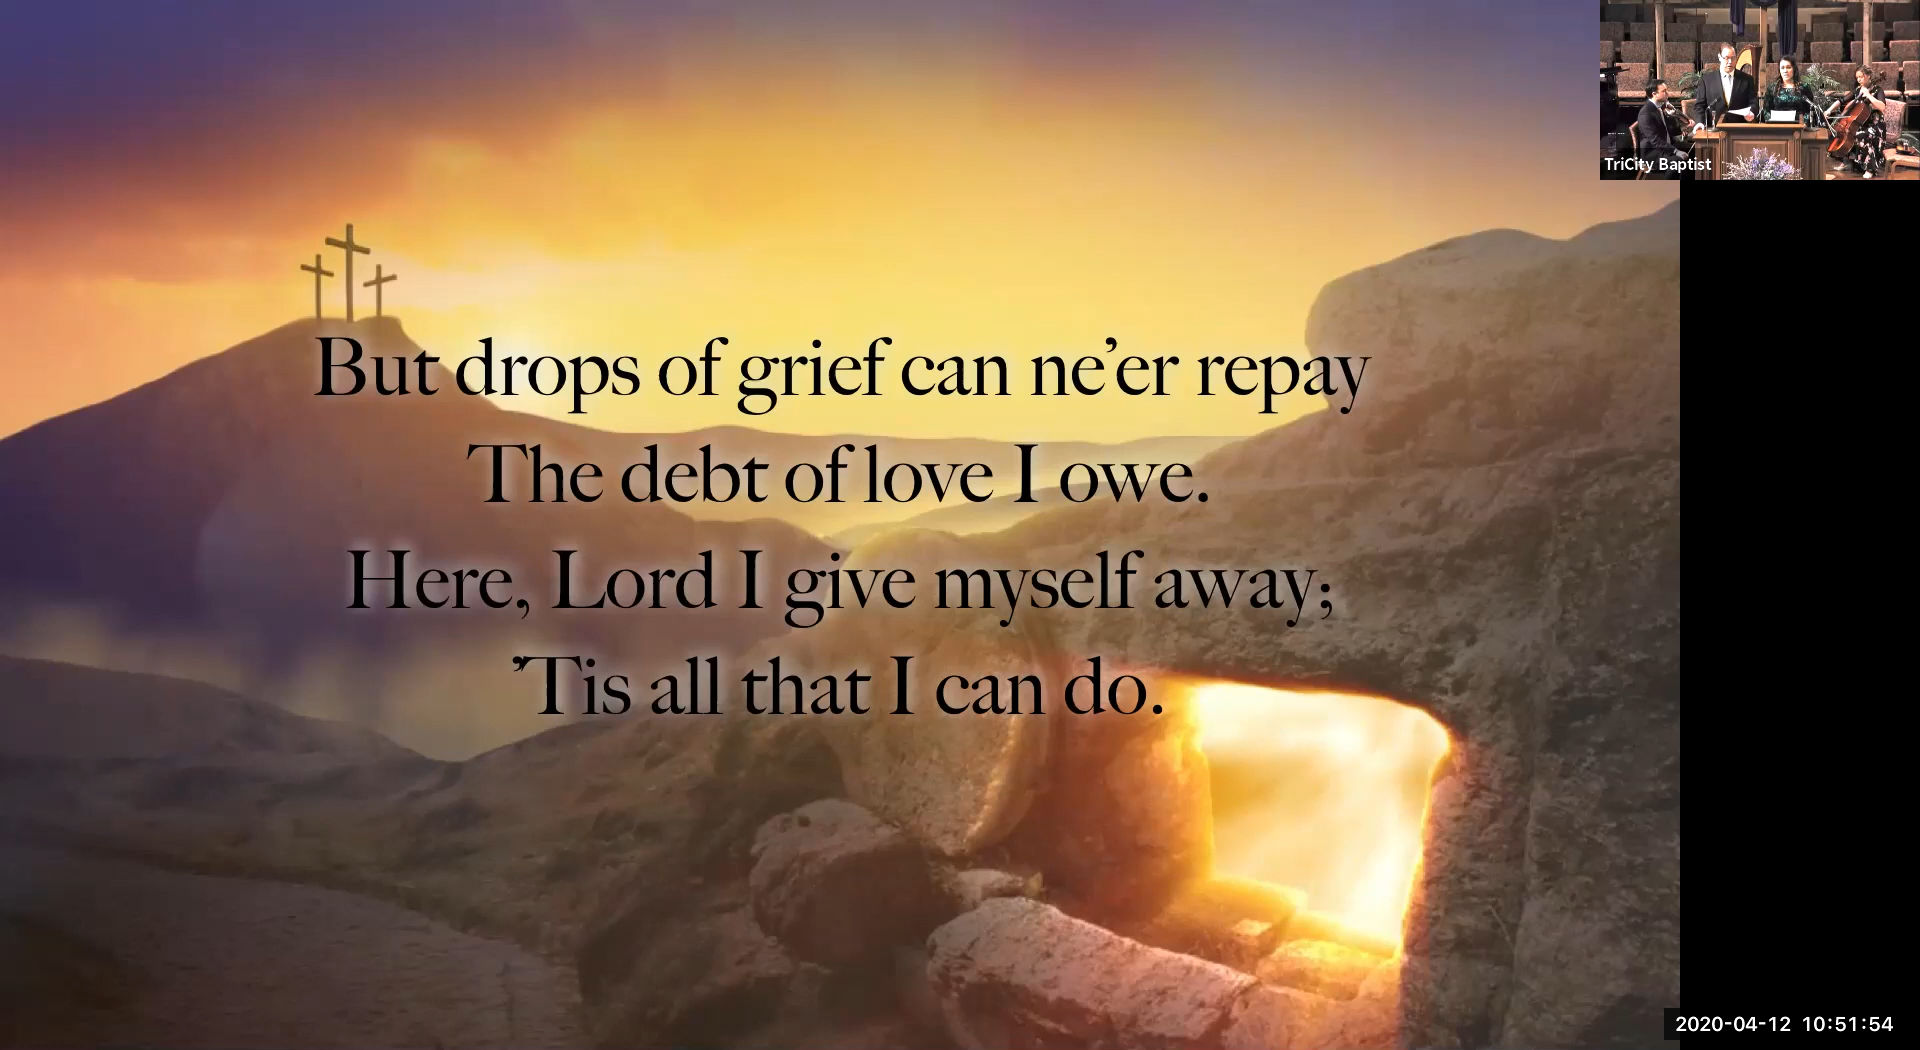 TriCity Baptist
But drops of grief can ne’er repay
The debt of love I owe.
Here, Lord I give myself away;
’Tis all that I can do.
2020-04-12 10:51:54